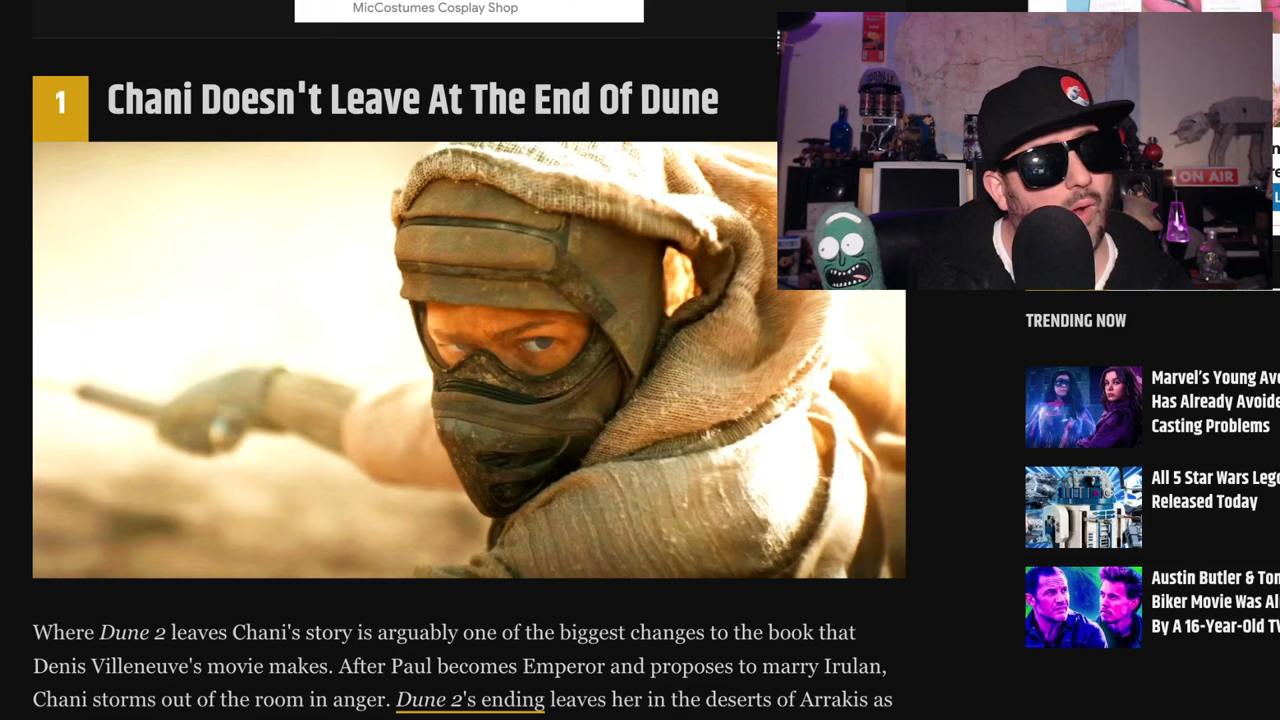 MicCostumes Cosplay Shop
1 Chani Doesn't Leave At The End Of Dune
ON AIR
TRENDING NOW
Marvel's Young Av
Has Already Avoide
Casting Problems
All 5 Star Wars Leg
Released Today
Austin Butler & To
Biker Movie Was Al
By A 16-Year-Old T
Where Dune 2 leaves Chani's story is arguably one of the biggest changes to the book that
Denis Villeneuve's movie makes. After Paul becomes Emperor and proposes to marry Irulan,
Chani storms out of the room in anger. Dune 2's ending leaves her in the deserts of Arrakis as